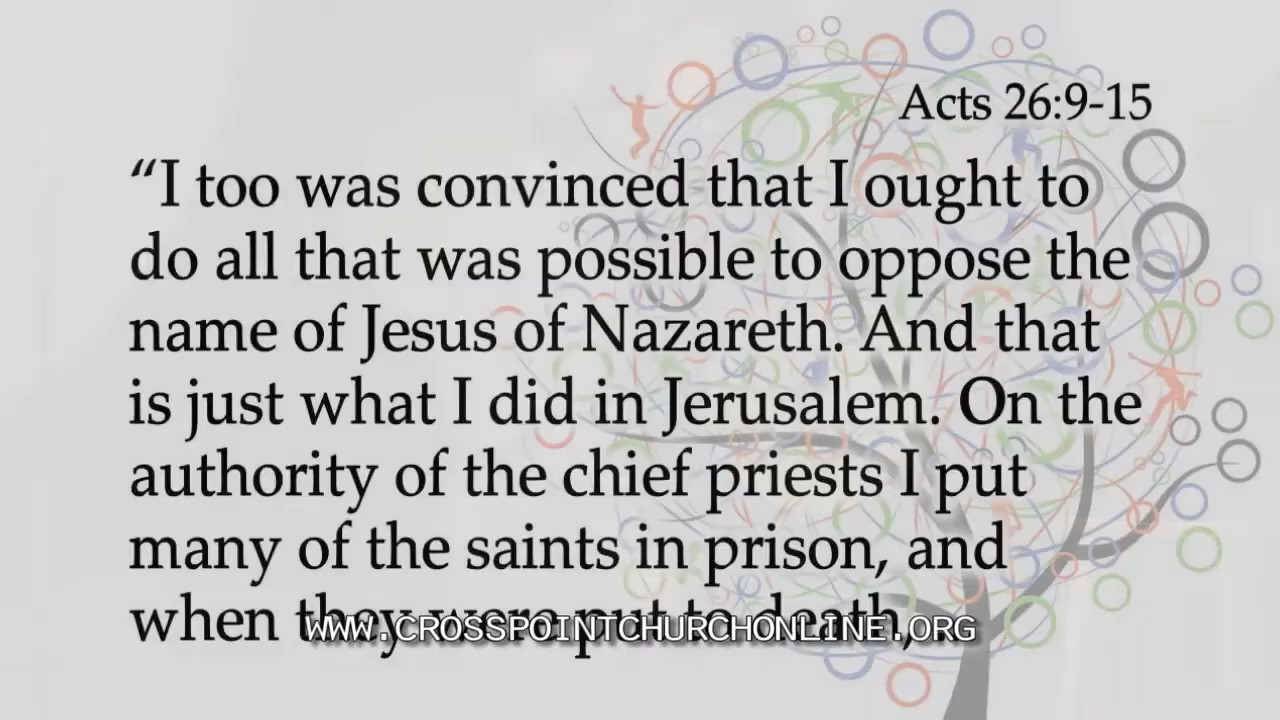 Acts 26:9-15
“I too was convinced that I ought to
do all that was possible to oppose the
name of Jesus of Nazareth. And that
is just what I did in Jerusalem. On the
authority of the chief priests I put
many of the saints in prison, and
when they were put to death,
WWW.CROSSPOINTCHURCHONLINE.ORG